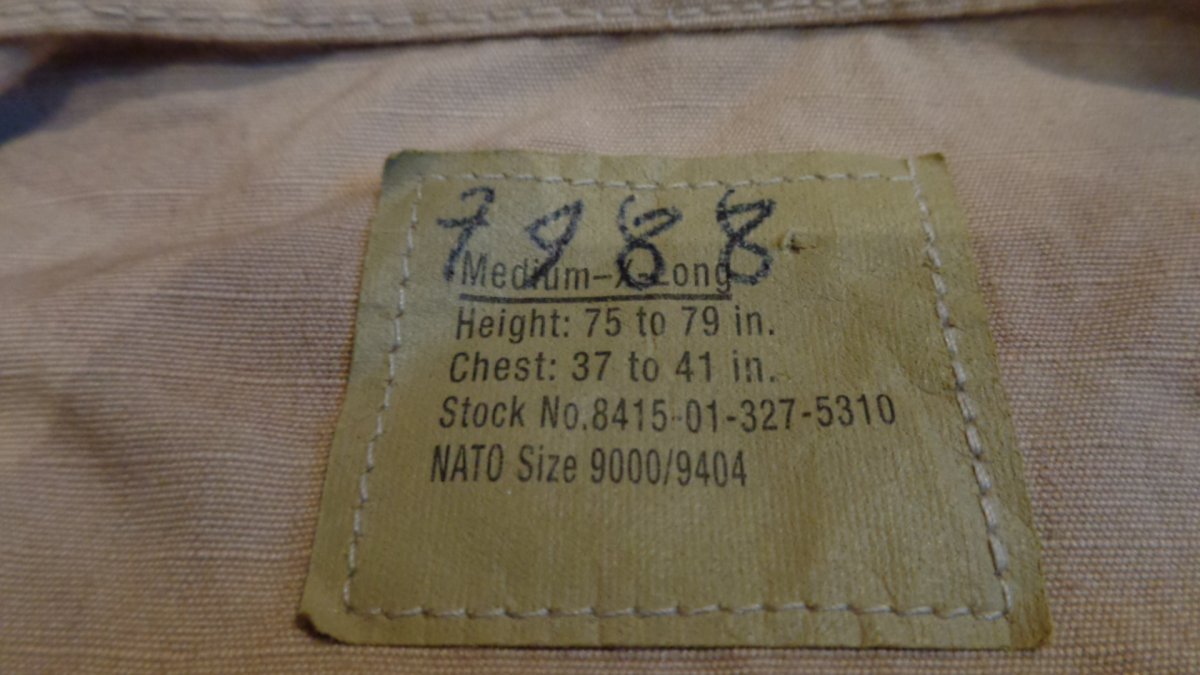 7988
Medium-X-Long
Height: 75 to 79 in.
Chest: 37 to 41 in.
Stock No.8415-01-327-5310
NATO Size 9000/9404